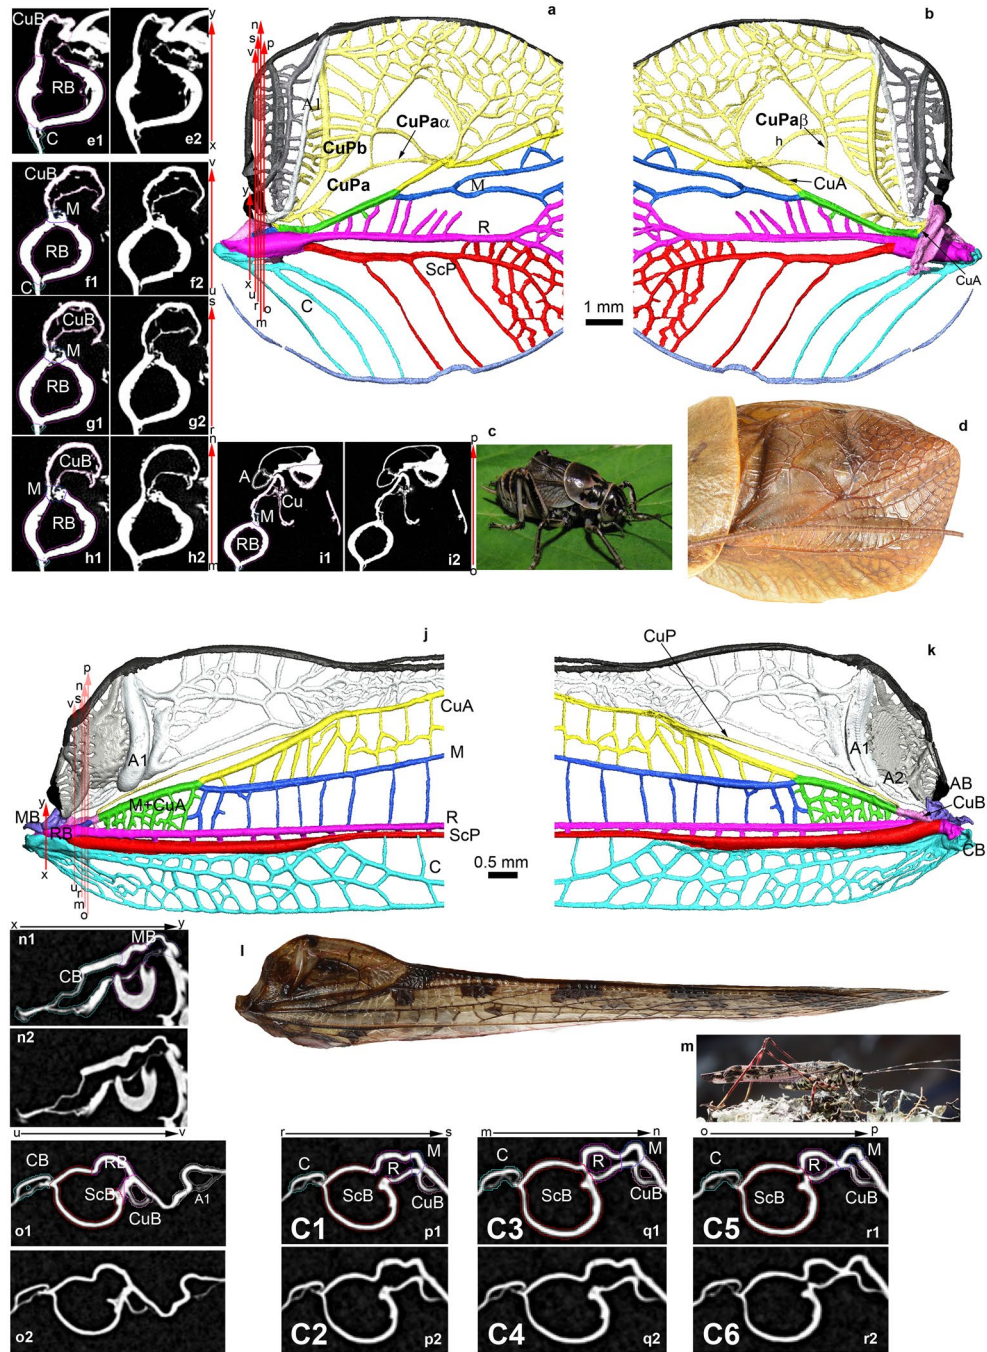 a
b
CuB
RB
C
e1
e2
y
x
n
s
p
v
A1
CuPaα
CuPb
CuPa
M
R
ScP
C
y
x
u
r
o
m
1 mm
CuPaβ
h
CuA
CuA
CuB
M
RB
C
f1
f2
v
u
CuB
M
RB
g1
g2
s
r
CuB
M
RB
h1
h2
n
m
A
Cu
M
RB
i1
i2
p
o
c
d
j
k
CuP
p
n
s
v
y
x
u
r
m
o
A1
M+CuA
MB
RB
CuA
M
R
ScP
C
0.5 mm
A1
A2
AB
CuB
CB
x
y
n1
MB
CB
n2
l
m
u
v
CB
RB
ScB
CuB
A1
o1
o2
r
s
C
R
M
ScB
CuB
C1
p1
C2
p2
m
n
C
R
M
ScB
CuB
C3
q1
C4
q2
o
p
C
R
M
ScB
CuB
C5
r1
C6
r2